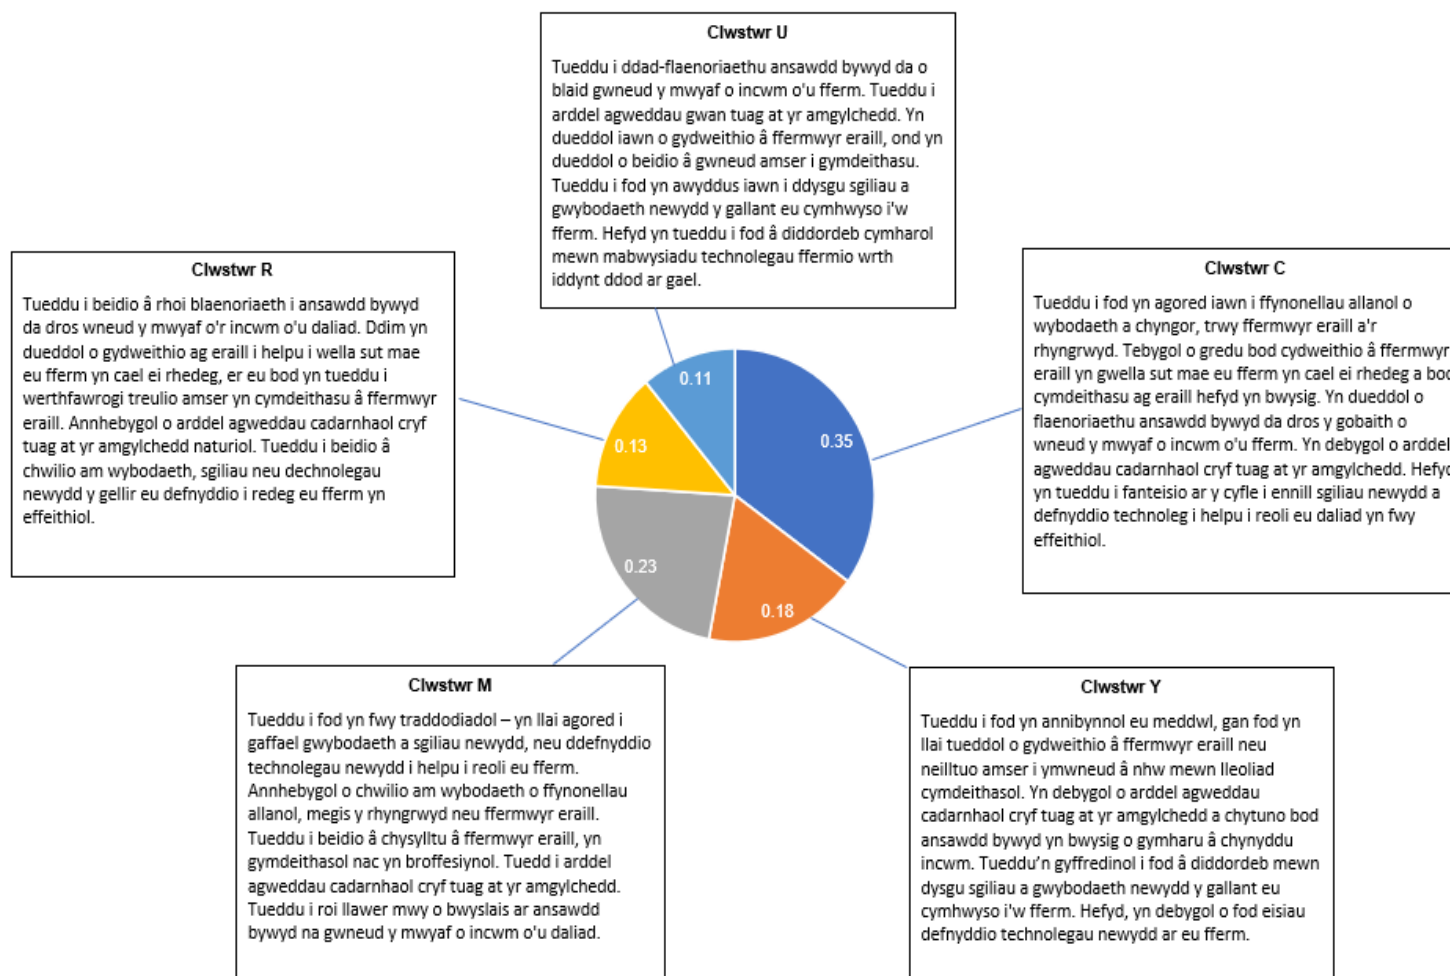 Clwstwr U
Tueddu i ddad-flaenoriaethu ansawdd bywyd da o
blaid gwneud y mwyaf o incwm o'u fferm. Tueddu i
arddel agweddau gwan tuag at yr amgylchedd. Yn
dueddol iawn o gydweithio â ffermwyr eraill, ond yn
dueddol o beidio â gwneud amser i gymdeithasu.
Tueddu i fod yn awyddus iawn i ddysgu sgiliau a
gwybodaeth newydd y gallant eu cymhwyso i'w
fferm. Hefyd yn tueddu i fod â diddordeb cymharol
mewn mabwysiadu technolegau ffermio wrth
iddynt ddod ar gael.
Clwstwr R
Tueddu i beidio â rhoi blaenoriaeth i ansawdd bywyd
da dros wneud y mwyaf o'r incwm o'u daliad. Ddim yn
dueddol o gydweithio ag eraill i helpu i wella sut mae
eu fferm yn cael ei rhedeg, er eu bod yn tueddu i
werthfawrogi treulio amser yn cymdeithasu â ffermwyr
eraill. Annhebygol o arddel agweddau cadarnhaol cryf
tuag at yr amgylchedd naturiol. Tueddu i beidio â
chwilio am wybodaeth, sgiliau neu dechnolegau
newydd y gellir eu defnyddio i redeg eu fferm yn
effeithiol.
Clwstwr C
Tueddu i fod yn agored iawn i ffynonellau allanol o
wybodaeth a chyngor, trwy ffermwyr eraill a'r
rhyngrwyd. Tebygol o gredu bod cydweithio â ffermwyr
eraill yn gwella sut mae eu fferm yn cael ei rhedeg a bod
cymdeithasu ag eraill hefyd yn bwysig. Yn dueddol o
flaenoriaethu ansawdd bywyd da dros y gobaith o
wneud y mwyaf o incwm o'u fferm. Yn debygol o arddel
agweddau cadarnhaol cryf tuag at yr amgylchedd. Hefyd
yn tueddu i fanteisio ar y cyfle i ennill sgiliau newydd a
defnyddio technoleg i helpu i reoli eu daliad yn fwy
effeithiol.
0.11
0.35
0.13
0.23
0.18
Clwstwr M
Tueddu i fod yn fwy traddodiadol – yn llai agored i
gaffael gwybodaeth a sgiliau newydd, neu ddefnyddio
technolegau newydd i helpu i reoli eu fferm.
Annhebygol o chwilio am wybodaeth o ffynonellau
allanol, megis y rhyngrwyd neu ffermwyr eraill.
Tueddu i beidio â chysylltu â ffermwyr eraill, yn
gymdeithasol nac yn broffesiynol. Tuedd i arddel
agweddau cadarnhaol cryf tuag at yr amgylchedd.
Tueddu i roi llawer mwy o bwyslais ar ansawdd
bywyd na gwneud y mwyaf o incwm o'u daliad.
Clwstwr Y
Tueddu i fod yn annibynnol eu meddwl, gan fod yn
llai tueddol o gydweithio â ffermwyr eraill neu
neilltuo amser i ymwneud â nhw mewn lleoliad
cymdeithasol. Yn debygol o arddel agweddau
cadarnhaol cryf tuag at yr amgylchedd a chytuno bod
ansawdd bywyd yn bwysig o gymharu â chynyddu
incwm. Tueddu'n gyffredinol i fod â diddordeb mewn
dysgu sgiliau a gwybodaeth newydd y gallant eu
cymhwyso i'w fferm. Hefyd, yn debygol o fod eisiau
defnyddio technolegau newydd ar eu fferm.